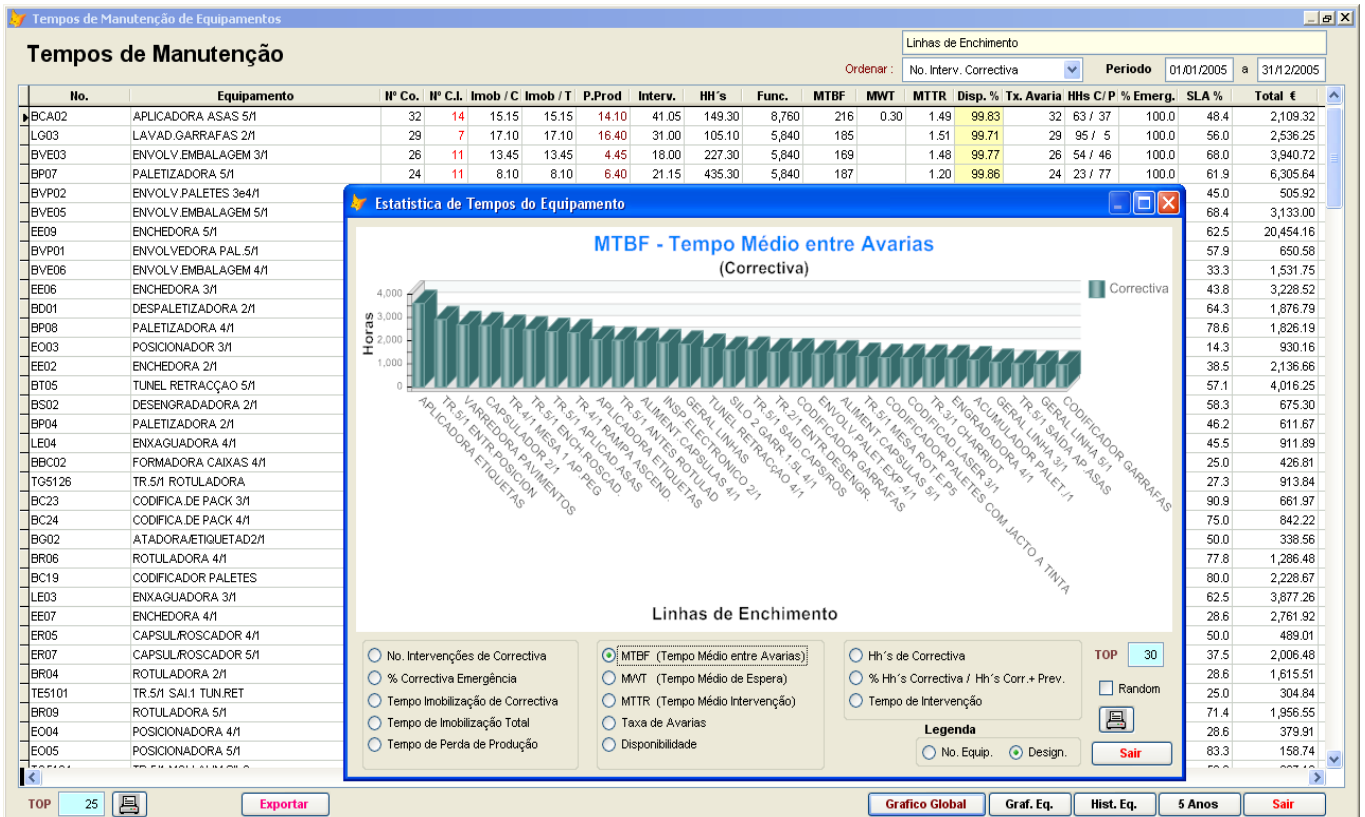 Tempos de Manutenção de Equipamentos
Tempos de Manutenção
Linhas de Enchimento
Ordenar : No. Interv. Correctiva Periodo 01/01/2005 a 31/12/2005
No. Equipamento Nº Co. Nº C.I. Imob / C Imob / T P.Prod Interv. HH´s Func. MTBF MWT MTTR Disp. % Tx. Avaria HHs C/ P % Emerg. SLA % Total €
BCA02 APLICADORA ASAS 5/1 32 14 15.15 15.15 14.10 41.05 149.30 8,760 216 0.30 1.49 99.83 32 63 / 37 100.0 48.4 2,109.32
LG03 LAVAD.GARRAFAS 2/1 29 7 17.10 17.10 16.40 31.00 105.10 5,840 185 1.51 99.71 29 95 / 5 100.0 56.0 2,536.25
BVE03 ENVOLV.EMBALAGEM 3/1 26 11 13.45 13.45 4.45 18.00 227.30 5,840 169 1.48 99.77 26 54 / 46 100.0 68.0 3,940.72
BP07 PALETIZADORA 5/1 24 11 8.10 8.10 6.40 21.15 435.30 5,840 187 1.20 99.86 24 23 / 77 100.0 61.9 6,305.64
BVP02 ENVOLV.PALETES 3e4/1 45.0 505.92
BVE05 ENVOLV.EMBALAGEM 5/1 68.4 3,133.00
EE09 ENCHEDORA 5/1 62.5 20,454.16
BVP01 ENVOLVEDORA PAL.5/1 57.9 650.58
BVE06 ENVOLV.EMBALAGEM 4/1 33.3 1,531.75
EE06 ENCHEDORA 3/1 43.8 3,228.52
BD01 DESPALETIZADORA 2/1 64.3 1,876.79
BP08 PALETIZADORA 4/1 78.6 1,826.19
EO03 POSICIONADOR 3/1 14.3 930.16
EE02 ENCHEDORA 2/1 38.5 2,136.66
BT05 TUNEL RETRACÇAO 5/1 57.1 4,016.25
BS02 DESENGRADADORA 2/1 58.3 675.30
BP04 PALETIZADORA 2/1 46.2 611.67
LE04 ENXAGUADORA 4/1 45.5 911.89
BBC02 FORMADORA CAIXAS 4/1 25.0 426.81
TG5126 TR.5/1 ROTULADORA 27.3 913.84
BC23 CODIFICA.DE PACK 3/1 90.9 661.97
BC24 CODIFICA.DE PACK 4/1 75.0 842.22
BG02 ATADORA/ETIQUETAD2/1 50.0 338.56
BR06 ROTULADORA 4/1 77.8 1,286.48
BC19 CODIFICADOR PALETES 80.0 2,228.67
LE03 ENXAGUADORA 3/1 62.5 3,877.26
EE07 ENCHEDORA 4/1 28.6 2,761.92
ER05 CAPSUL/ROSCADOR 4/1 50.0 489.01
ER07 CAPSUL/ROSCADOR 5/1 37.5 2,006.48
BR04 ROTULADORA 2/1 28.6 1,615.51
TE5101 TR.5/1 SAI.1 TUN.RET 25.0 304.84
BR09 ROTULADORA 5/1 71.4 1,956.55
EO04 POSICIONADORA 4/1 28.6 379.91
EO05 POSICIONADORA 5/1 83.3 158.74
Estatistica de Tempos do Equipamento
MTBF - Tempo Médio entre Avarias
(Correctiva)
Correctiva
Horas
4,000
3,000
2,000
1,000
0
APLICADORA ETIQUETAS
TR.5/1 ENTR.POSICION
VARREDORA PAVIMENTOS
CAPSULADOR 2/1
TR.4/1 MESA 1 AP.PEG
TR.5/1 ENCH.ROSCAD.
TR.5/1 APLICAD.ASAS
TR.4/1 RAMPA ASCEND.
APLICADORA ETIQUETAS
TR.5/1 ANTES ROTULAD
ALIMENT.CAPSULAS 4/1
INSP.ELECTRONICO 2/1
GERAL LINHAS
TUNEL RETRACÇAO 4/1
SILO 2 GARR 1.5L 4/1
TR.5/1 SAID.CAPS/ROS
TR.2/1 ENTR.DESENGR.
CODIFICADOR GARRAFAS
ENVOLV.PALET.EXP.4/1
ALIMENT.CAPSULAS 5/1
TR.5/1 MESA ROT.E.P5
CODIFICADOR PALETES COM JACTO A TINTA
CODIFICAD.LASER 3/1
TR.3/1 CHARRIOT
ENGRADADORA 4/1
ACUMULADOR PALET./1
GERAL LINHA 3/1
TR.5/1 SAÍDA AP.ASAS
GERAL LINHA 5/1
CODIFICADOR GARRAFAS
Linhas de Enchimento
No. Intervenções de Correctiva
% Correctiva Emergência
Tempo Imobilização de Correctiva
Tempo de Imobilização Total
Tempo de Perda de Produção
MTBF (Tempo Médio entre Avarias)
MWT (Tempo Médio de Espera)
MTTR (Tempo Médio Intervenção)
Taxa de Avarias
Disponibilidade
Hh´s de Correctiva
% Hh´s Correctiva / Hh´s Corr.+ Prev.
Tempo de Intervenção
Legenda
No. Equip. Design.
TOP 30
Random
Sair
TOP 25 Exportar Grafico Global Graf. Eq. Hist. Eq. 5 Anos Sair